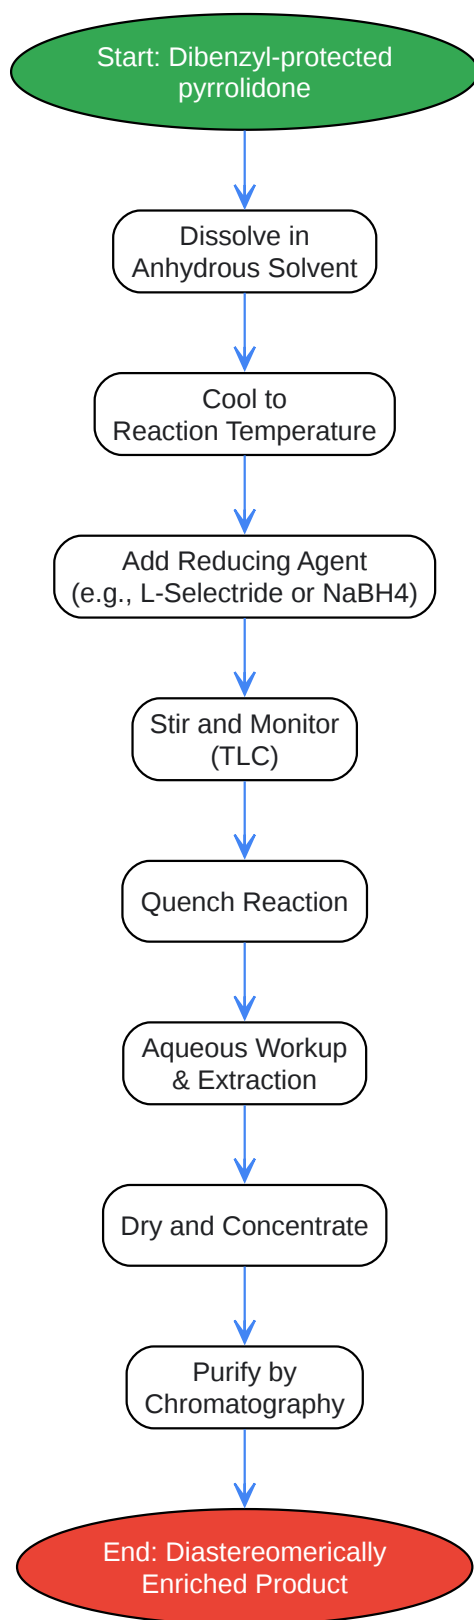 Start: Dibenzyl-protected
pyrrolidone
Dissolve in
Anhydrous Solvent
Cool to
Reaction Temperature
Add Reducing Agent
(e.g., L-Selectride or NaBH4)
Stir and Monitor
(TLC)
Quench Reaction
Aqueous Workup
& Extraction
Dry and Concentrate
Purify by
Chromatography
End: Diastereomerically
Enriched Product